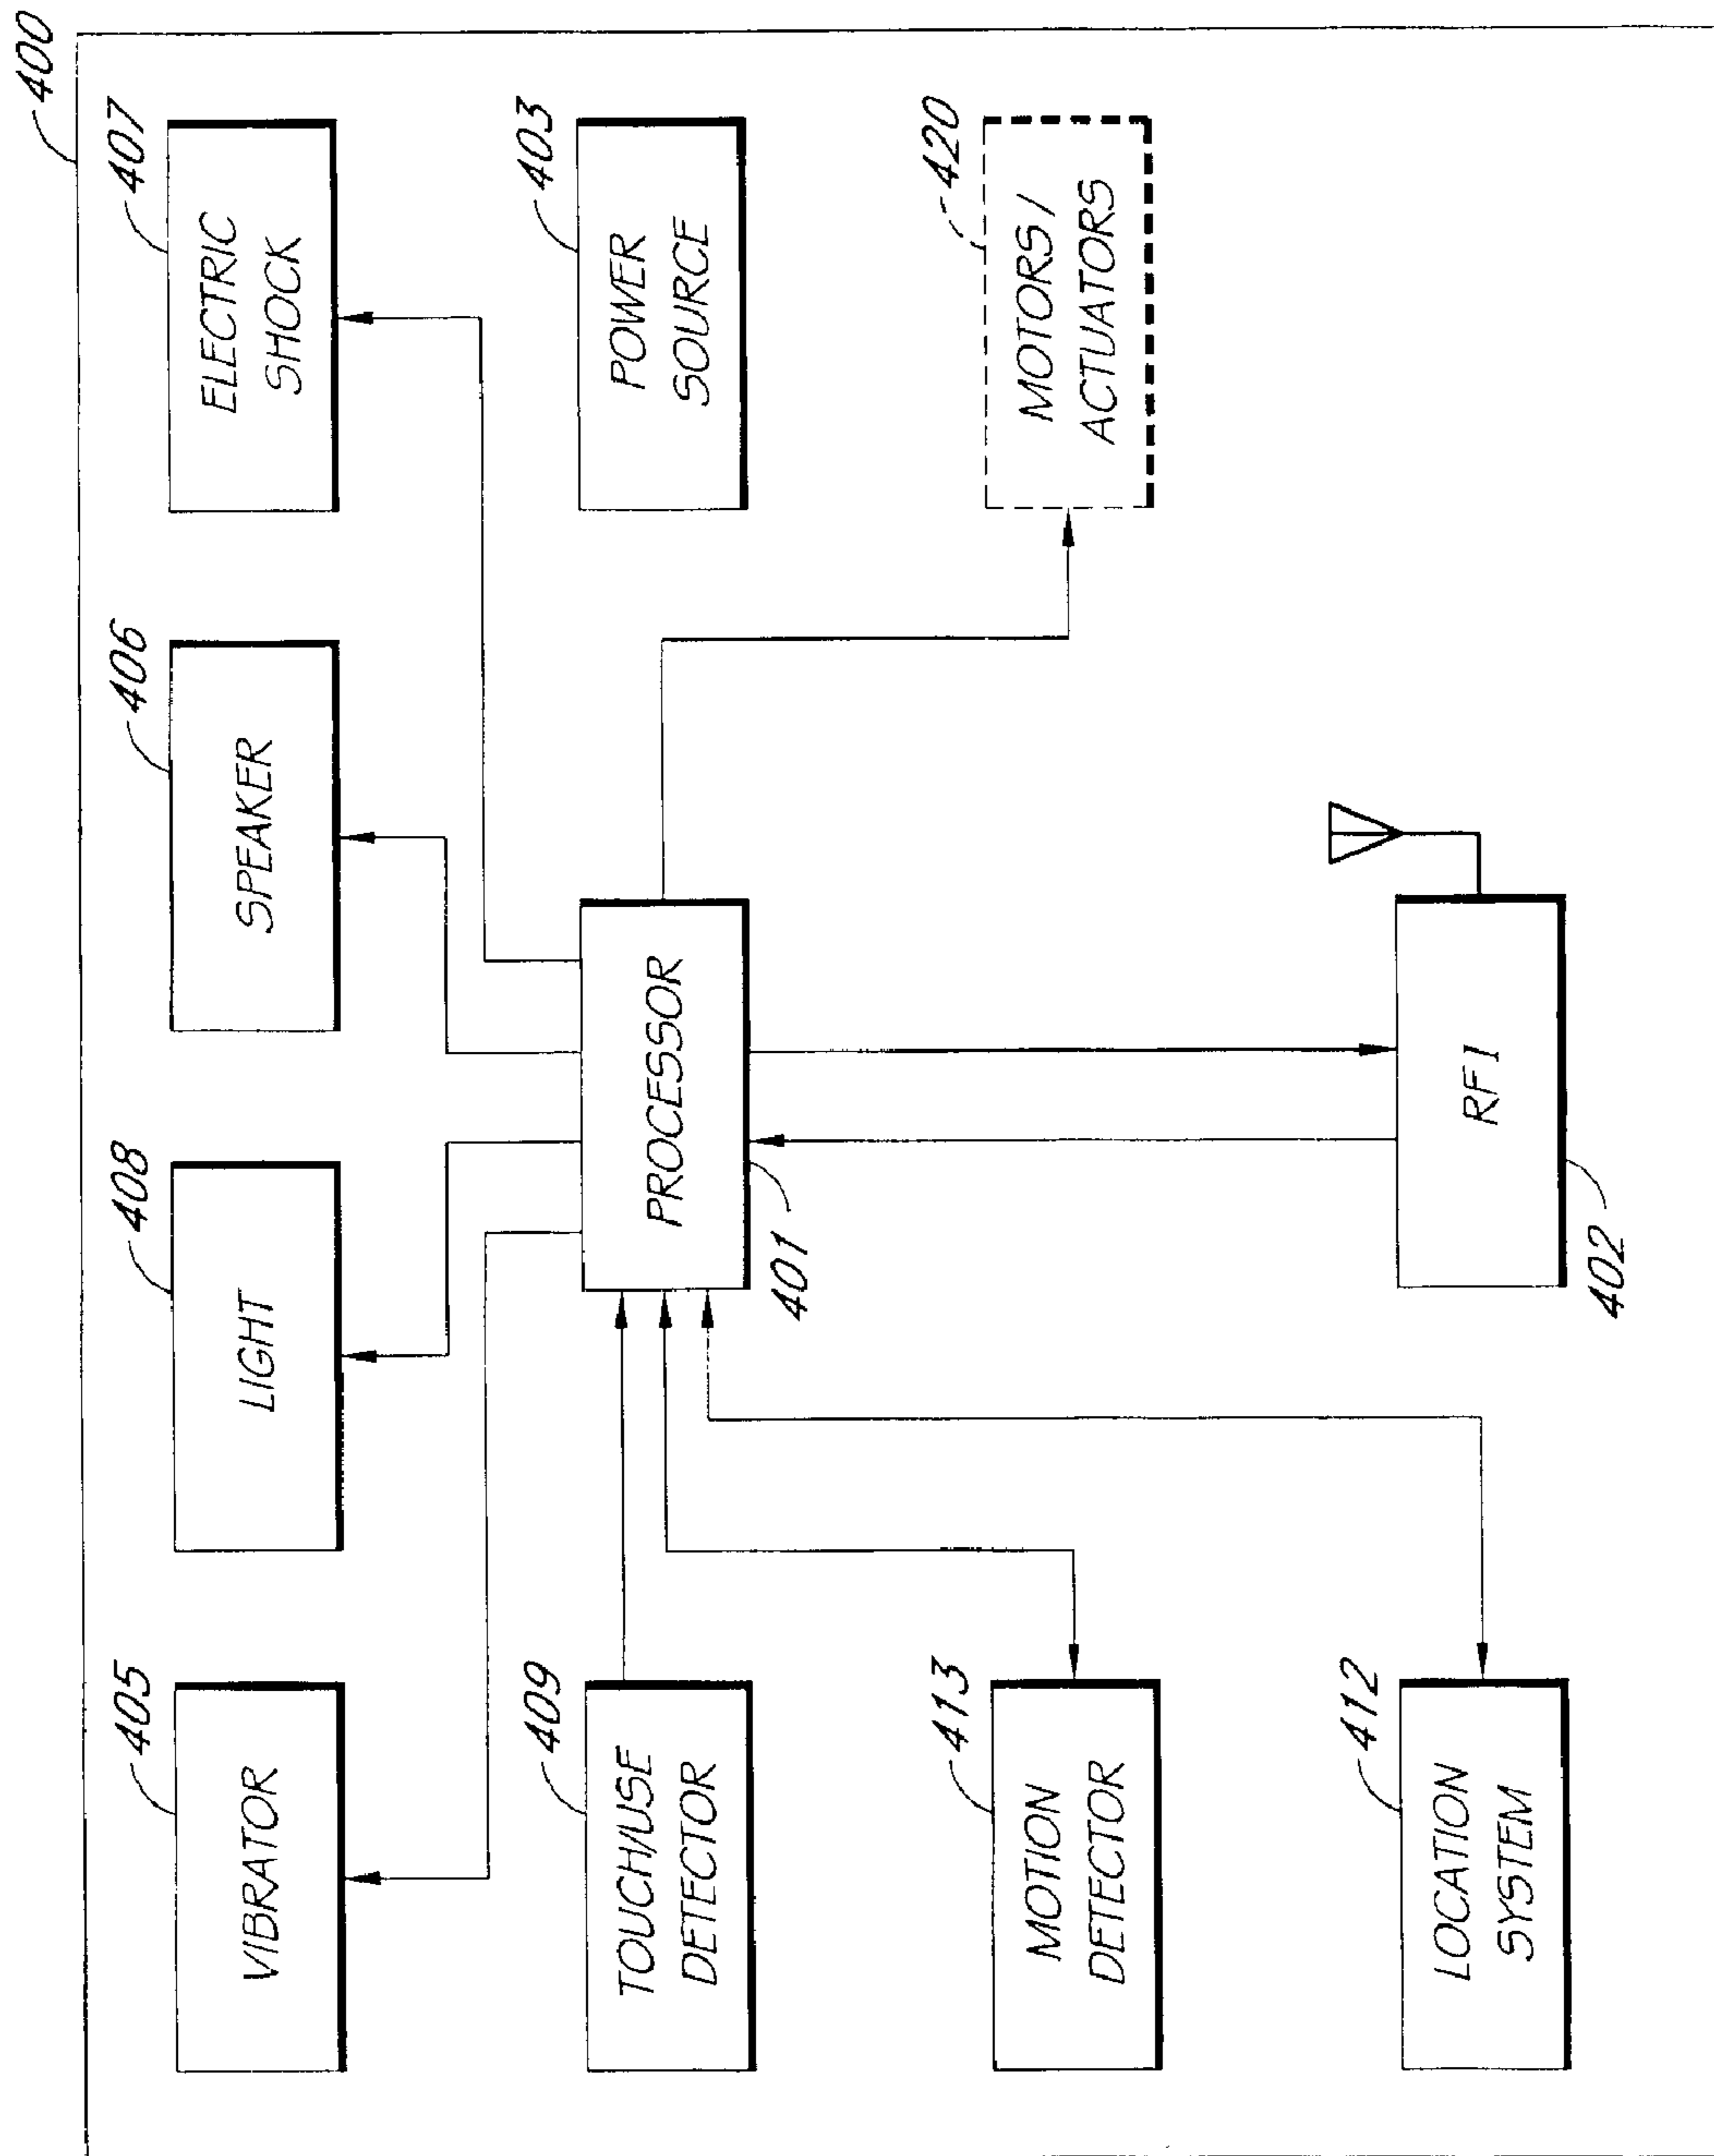 400
405
VIBRATOR
408
LIGHT
406
SPEAKER
407
ELECTRIC
SHOCK
409
TOUCH/USE
DETECTOR
PROCESSOR
401
403
POWER
SOURCE
413
MOTION
DETECTOR
420
MOTORS/
ACTUATORS
412
LOCATION
SYSTEM
RFI
402